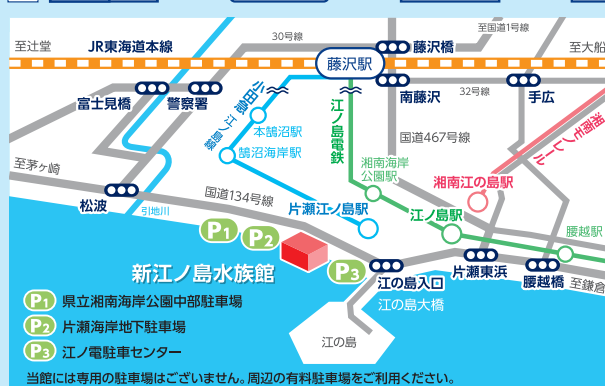 至国道1号線
至辻堂
JR東海道本線
30号線
藤沢橋
至大船
藤沢駅
富士見橋
警察署
小田急
江ノ島線
南藤沢
32号線
手広
本鵠沼駅
江ノ島電鉄
国道467号線
湘南モノレール
鵠沼海岸駅
至茅ヶ崎
湘南海岸
公園駅
湘南江の島駅
松波
国道134号線
引地川
片瀬江ノ島駅
江ノ島駅
腰越駅
P1
P2
P3
新江ノ島水族館
江の島入口
片瀬東浜
腰越橋
至鎌倉
江の島大橋
P1 県立湘南海岸公園中部駐車場
P2 片瀬海岸地下駐車場
P3 江ノ電駐車センター
江の島
当館には専用の駐車場はございません。周辺の有料駐車場をご利用ください。